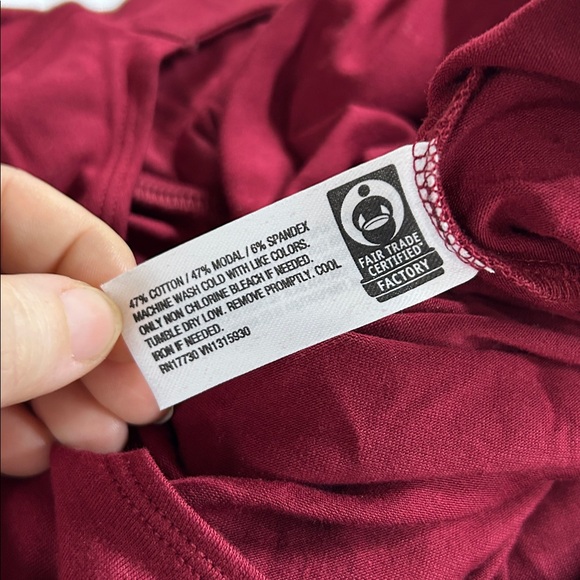 47% COTTON / 47% MODAL / 6% SPANDEX
MACHINE WASH COLD WITH LIKE COLORS.
ONLY NON CHLORINE BLEACH IF NEEDED.
TUMBLE DRY LOW. REMOVE PROMPTLY. COOL
IRON IF NEEDED.
RN17730 VN1315930
FAIR TRADE
CERTIFIED™
FACTORY